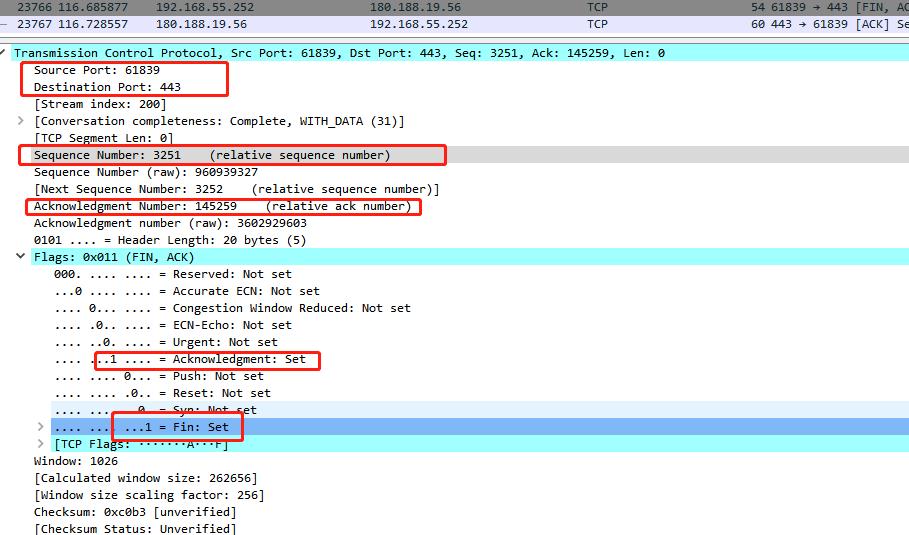 23766 116.685877 192.168.55.252 180.188.19.56 TCP 54 61839 → 443 [FIN, AC
23767 116.728557 180.188.19.56 192.168.55.252 TCP 60 443 → 61839 [ACK] Se
Transmission Control Protocol, Src Port: 61839, Dst Port: 443, Seq: 3251, Ack: 145259, Len: 0
Source Port: 61839
Destination Port: 443
[Stream index: 200]
[Conversation completeness: Complete, WITH_DATA (31)]
[TCP Segment Len: 0]
Sequence Number: 3251 (relative sequence number)
Sequence Number (raw): 960939327
[Next Sequence Number: 3252 (relative sequence number)]
Acknowledgment Number: 145259 (relative ack number)
Acknowledgment number (raw): 3602929603
0101 .... = Header Length: 20 bytes (5)
Flags: 0x011 (FIN, ACK)
000. .... .... = Reserved: Not set
...0 .... .... = Accurate ECN: Not set
.... 0... .... = Congestion Window Reduced: Not set
.... .0.. .... = ECN-Echo: Not set
.... ..0. .... = Urgent: Not set
.... ...1 .... = Acknowledgment: Set
.... .... 0... = Push: Not set
.... .... .0.. = Reset: Not set
.... .... ..0. = Syn: Not set
.... .... ...1 = Fin: Set
[TCP Flags: ·······A···F]
Window: 1026
[Calculated window size: 262656]
[Window size scaling factor: 256]
Checksum: 0xc0b3 [unverified]
[Checksum Status: Unverified]